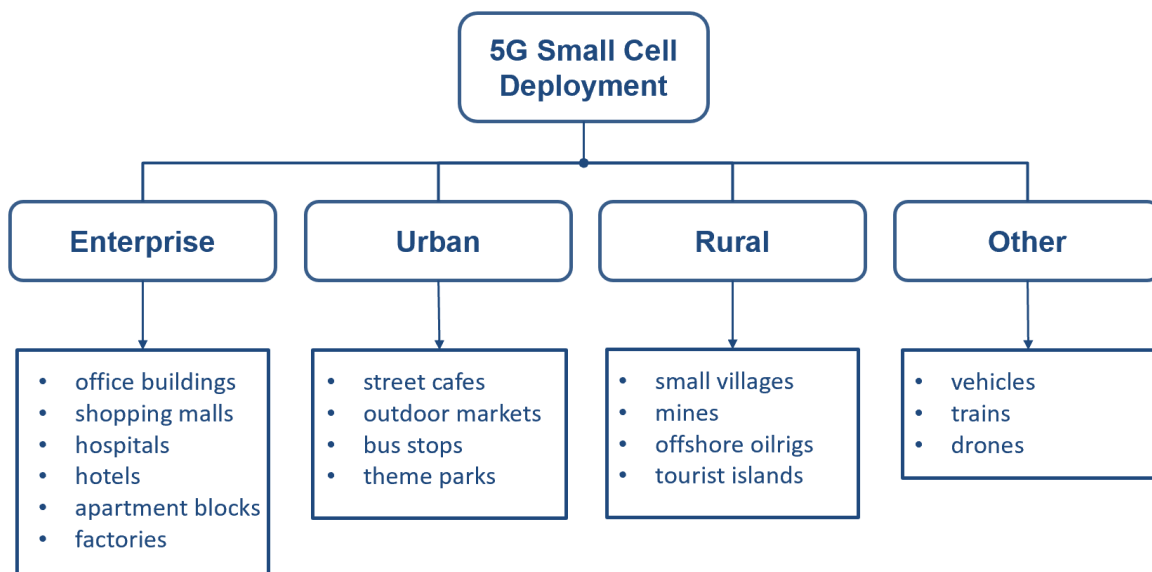 5G Small Cell
Deployment
Enterprise
Urban
Rural
Other
• office buildings
• shopping malls
• hospitals
• hotels
• apartment blocks
• factories
• street cafes
• outdoor markets
• bus stops
• theme parks
• small villages
• mines
• offshore oilrigs
• tourist islands
• vehicles
• trains
• drones